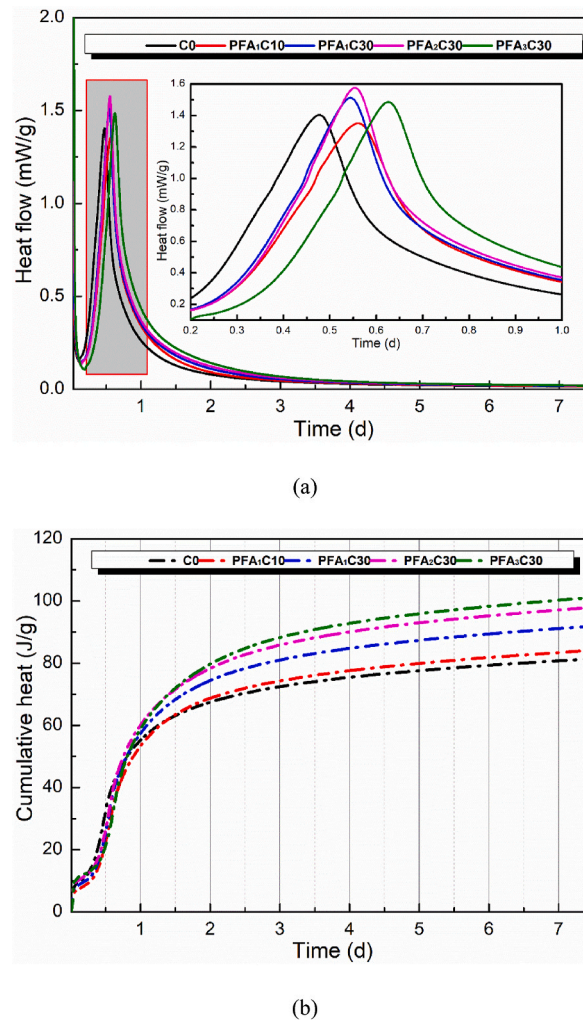 2.0
C0 PFA₁C10 PFA₁C30 PFA₂C30 PFA₃C30
1.5
1.0
0.5
0.0
Heat flow (mW/g)
1.6
1.4
1.2
1.0
0.8
0.6
0.4
0.2
Heat flow (mW/g)
0.2 0.3 0.4 0.5 0.6 0.7 0.8 0.9 1.0
Time (d)
1 2 3 4 5 6 7
Time (d)
(a)
120
C0 PFA₁C10 PFA₁C30 PFA₂C30 PFA₃C30
100
80
60
40
20
0
Cumulative heat (J/g)
1 2 3 4 5 6 7
Time (d)
(b)